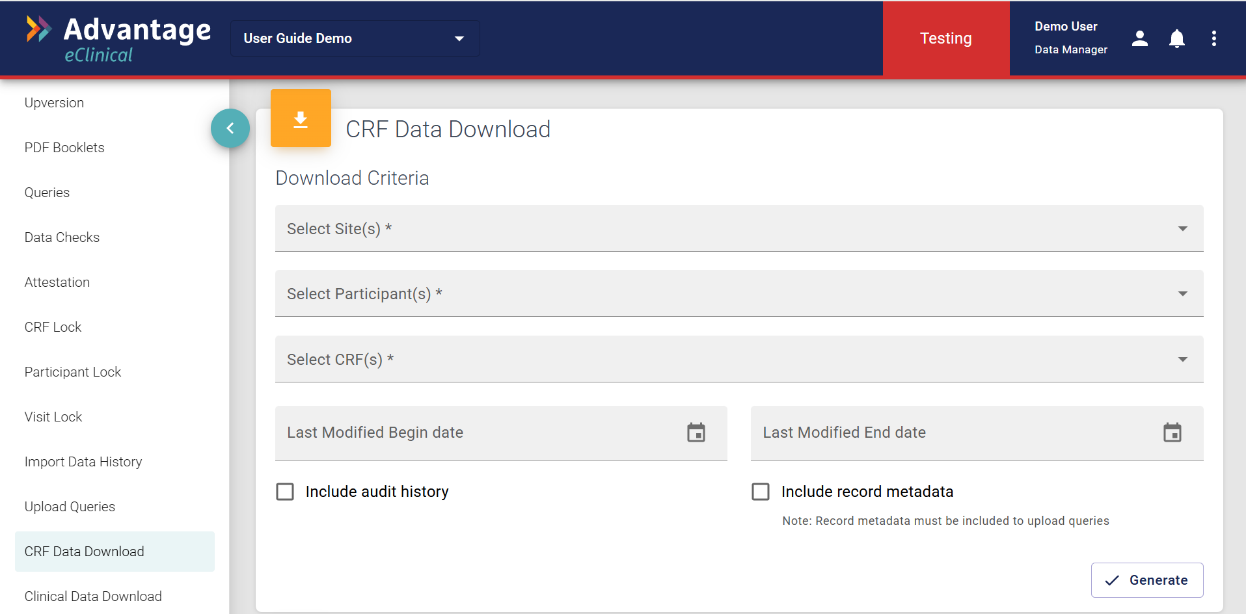 Advantage
eClinical
User Guide Demo
Testing
Demo User
Data Manager
Upversion
PDF Booklets
Queries
Data Checks
Attestation
CRF Lock
Participant Lock
Visit Lock
Import Data History
Upload Queries
CRF Data Download
Clinical Data Download
CRF Data Download
Download Criteria
Select Site(s) *
Select Participant(s) *
Select CRF(s) *
Last Modified Begin date
Last Modified End date
Include audit history
Include record metadata
Note: Record metadata must be included to upload queries
Generate